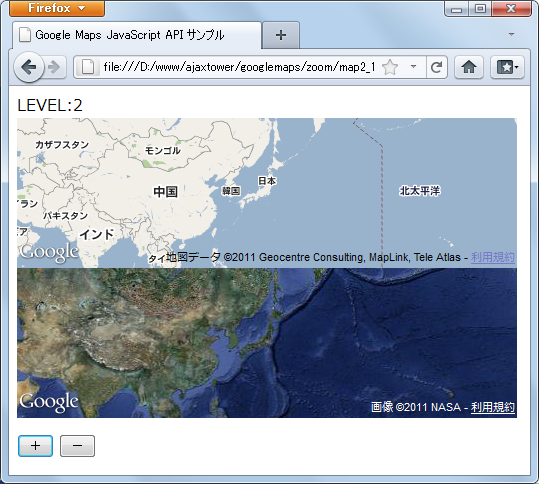 Firefox
Google Maps JavaScript API サンプル
file:///D:/www/ajaxtower/googlemaps/zoom/map2_1
LEVEL:2
カザフスタン
モンゴル
中国
韓国
日本
北太平洋
イラン
パキスタン
インド
タイ
Google
地図データ ©2011 Geocentre Consulting, MapLink, Tele Atlas - 利用規約
Google
画像 ©2011 NASA - 利用規約
+
-